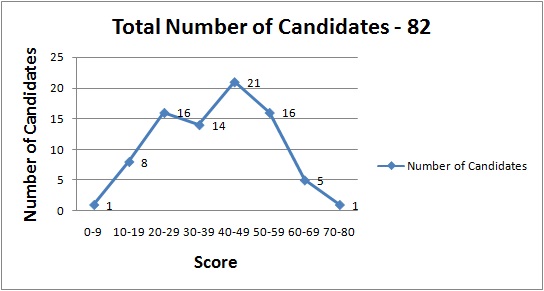 Total Number of Candidates - 82
Number of Candidates
25
20
15
10
5
0
1
8
16
14
21
16
5
1
0-9 10-19 20-29 30-39 40-49 50-59 60-69 70-80
Score
Number of Candidates